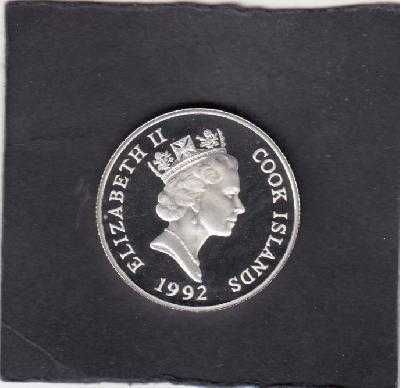 ELIZABETH II
COOK ISLANDS
1992